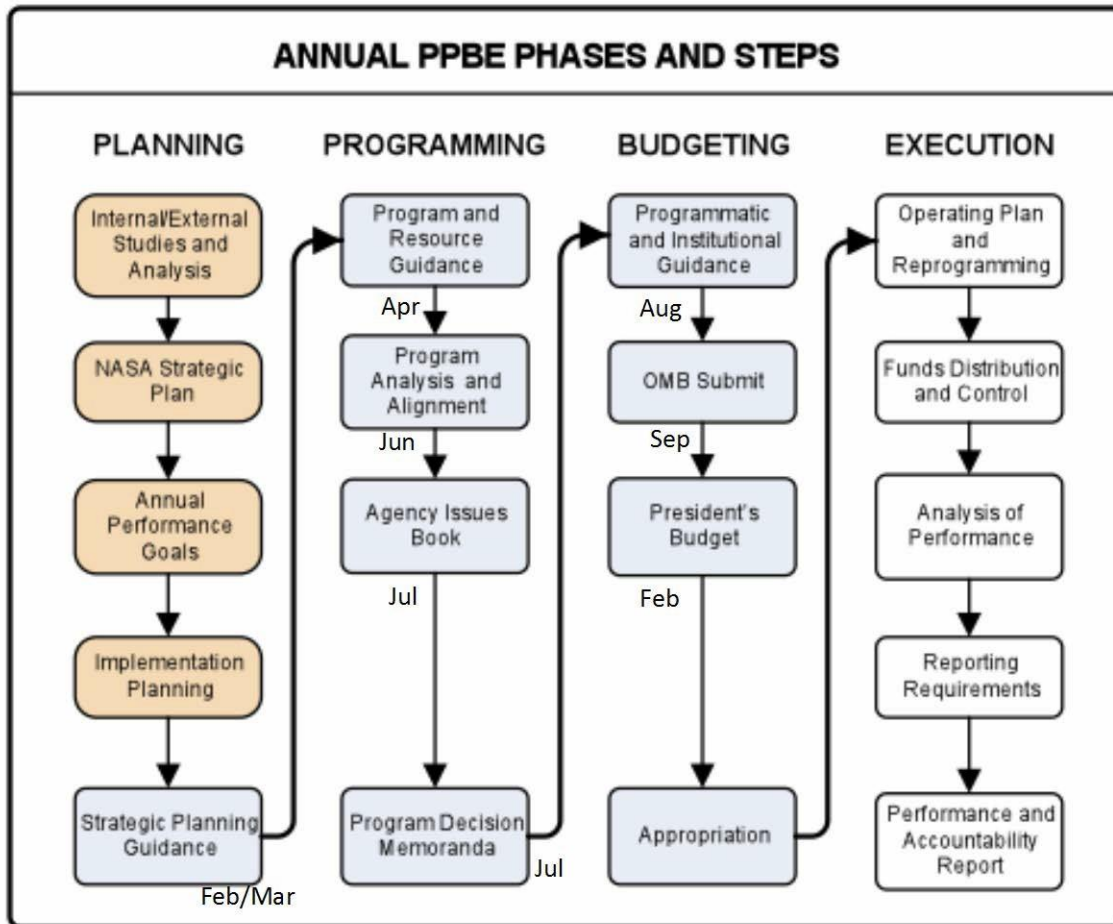 ANNUAL PPBE PHASES AND STEPS
PLANNING
Internal/External
Studies and
Analysis
NASA Strategic
Plan
Annual
Performance
Goals
Implementation
Planning
Strategic Planning
Guidance
Feb/Mar
PROGRAMMING
Program and
Resource
Guidance
Apr
Program
Analysis and
Alignment
Jun
Agency Issues
Book
Jul
Program Decision
Memoranda
Jul
BUDGETING
Programmatic
and Institutional
Guidance
Aug
OMB Submit
Sep
President's
Budget
Feb
Appropriation
EXECUTION
Operating Plan
and
Reprogramming
Funds Distribution
and Control
Analysis of
Performance
Reporting
Requirements
Performance and
Accountability
Report